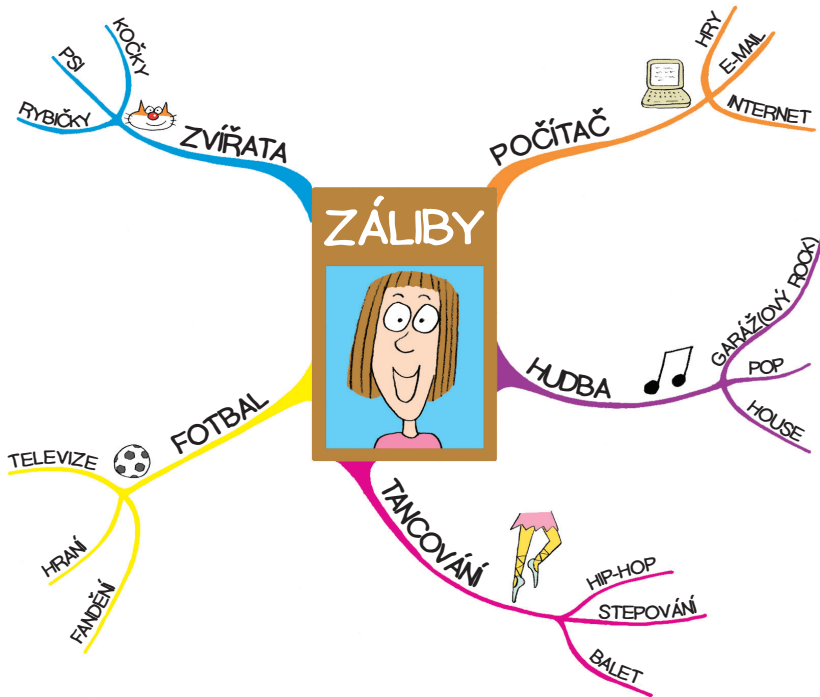 ZÁLIBY
ZVÍŘATA
KOČKY
PSI
RYBIČKY
POČÍTAČ
HRY
E-MAIL
INTERNET
HUDBA
GARÁŽ(OVÝ ROCK)
POP
HOUSE
TANCOVÁNÍ
HIP-HOP
STEPOVÁNÍ
BALET
FOTBAL
TELEVIZE
HRANÍ
FANDĚNÍ